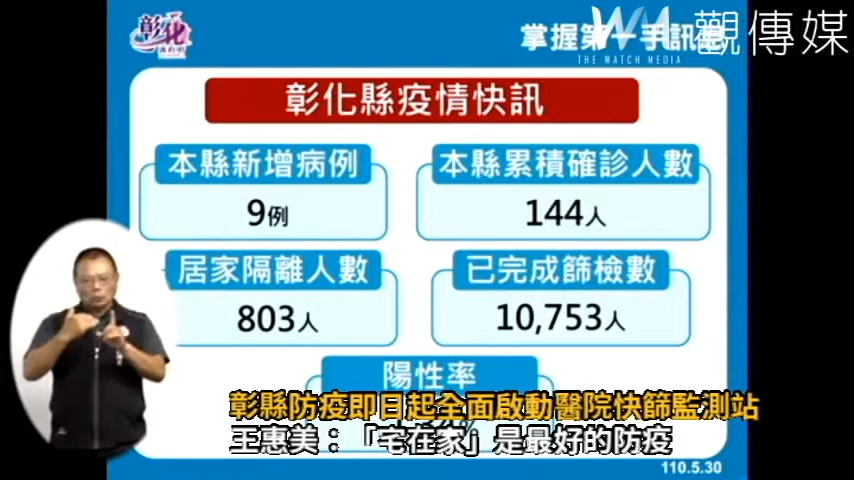 彰化
掌握第一手訊息
觀傳媒
THE WATCH MEDIA
彰化縣疫情快訊
本縣新增病例
9例
本縣累積確診人數
144人
居家隔離人數
803人
已完成篩檢數
10,753人
陽性率
彰縣防疫即日起全面啟動醫院快篩監測站
王惠美：「宅在家」是最好的防疫
110.5.30